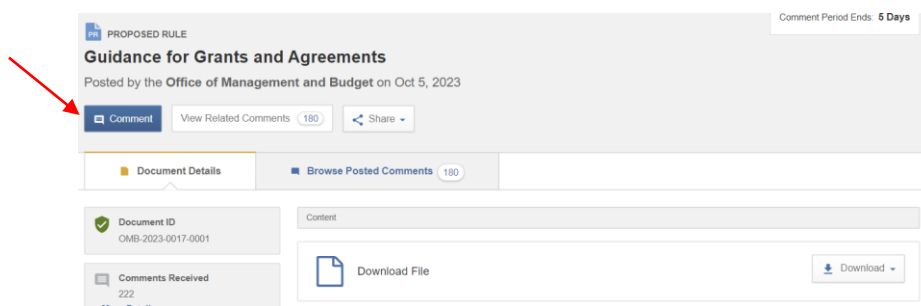 Comment Period Ends: 5 Days
PR PROPOSED RULE
Guidance for Grants and Agreements
Posted by the Office of Management and Budget on Oct 5, 2023
Comment View Related Comments 180 Share
Document Details Browse Posted Comments 180
Document ID
OMB-2023-0017-0001
Content
Download File Download
Comments Received
222